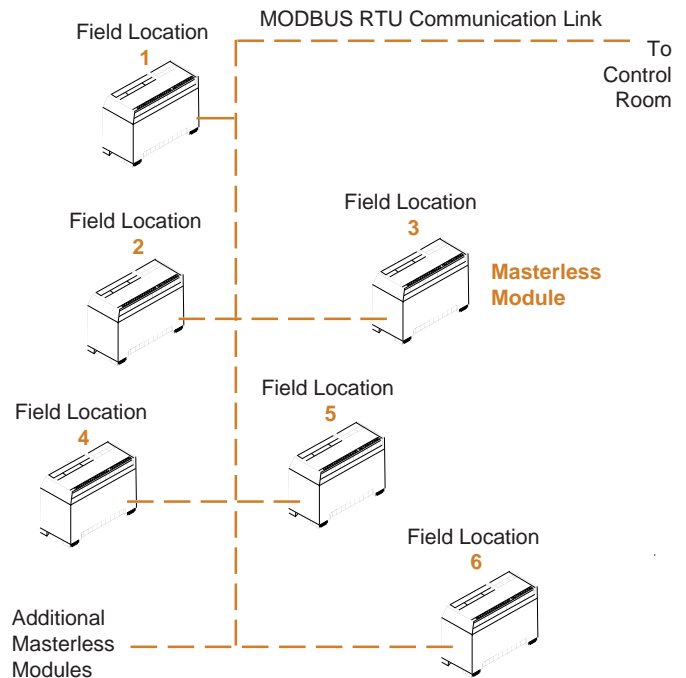 MODBUS RTU Communication Link
To
Control
Room
Field Location
1
Field Location
2
Field Location
3
Masterless
Module
Field Location
4
Field Location
5
Field Location
6
Additional
Masterless
Modules